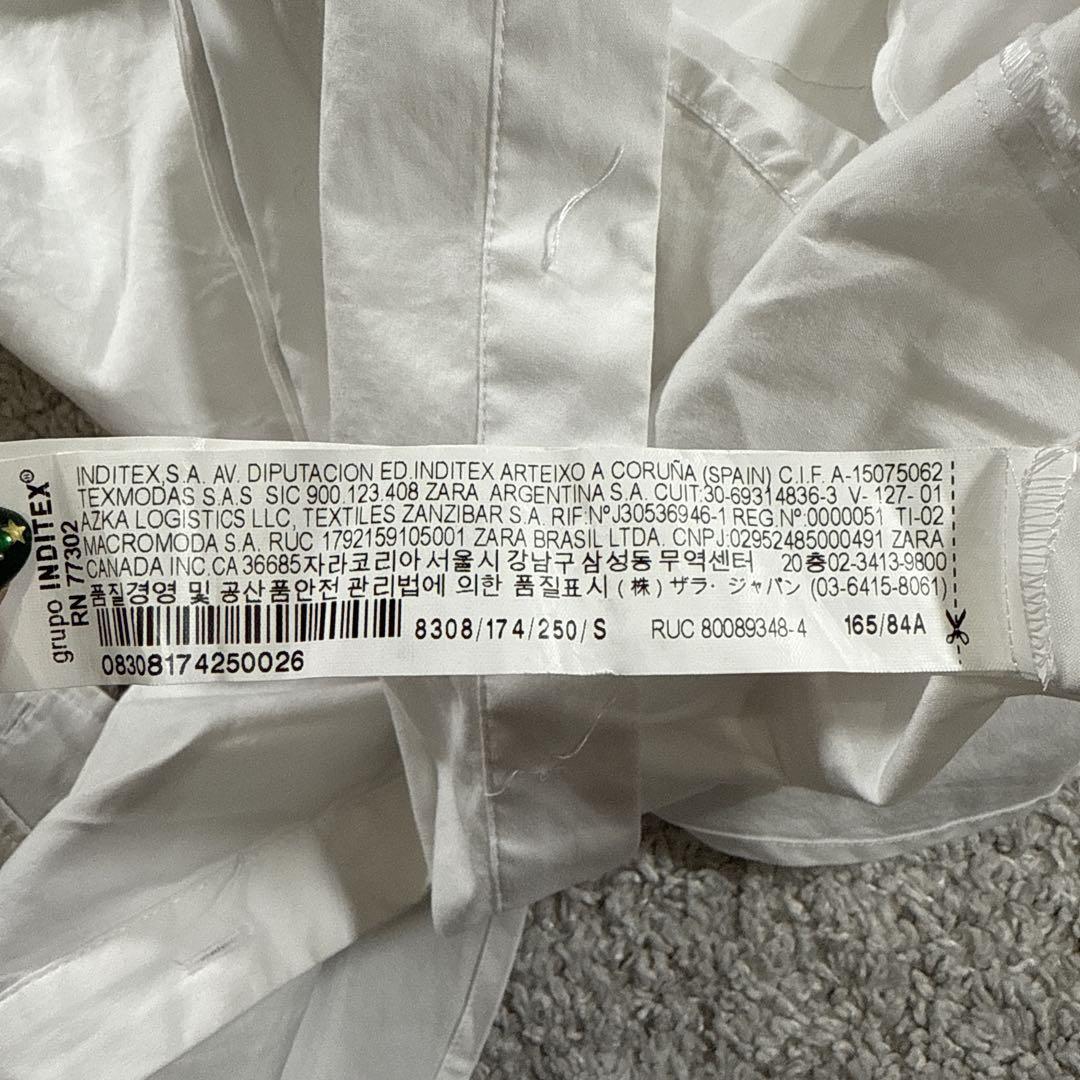 grupo INDITEX®
RN 77302
INDITEX,S.A. AV. DIPUTACION ED.INDITEX ARTEIXO A CORUÑA (SPAIN) C.I.F. A-15075062
TEXMODAS S.A.S SIC 900.123.408 ZARA ARGENTINA S.A. CUIT:30-69314836-3 V- 127- 01
AZKA LOGISTICS LLC, TEXTILES ZANZIBAR S.A. RIF:NºJ30536946-1 REG.Nº:0000051 TI-02
MACROMODA S.A. RUC 1792159105001 ZARA BRASIL LTDA. CNPJ:02952485000491 ZARA
CANADA INC.CA 36685자라코리아 서울시 강남구 삼성동 무역센터 20층02-3413-9800
품질경영 및 공산품안전 관리법에 의한 품질표시 (株) ザラ・ジャパン (03-6415-8061)
8308/174/250/S RUC 80089348-4 165/84A
08308174250026